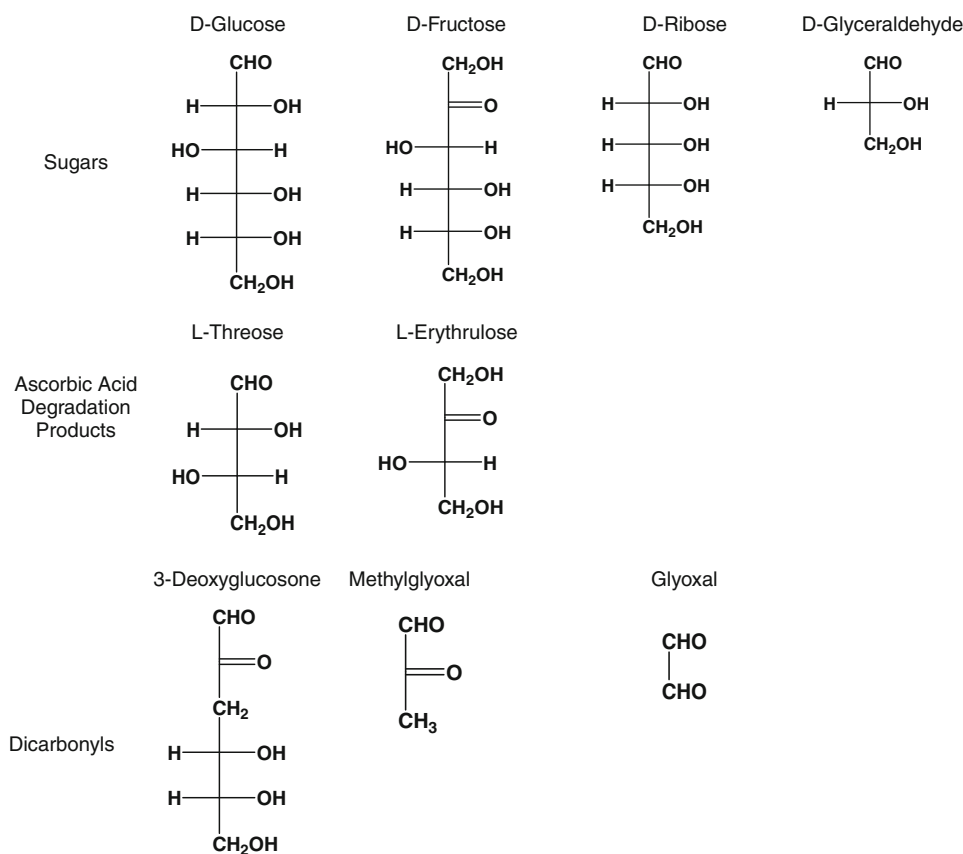 D-Glucose D-Fructose D-Ribose D-Glyceraldehyde
CHO CH₂OH CHO CHO
H OH O H OH H OH
HO H HO H H OH CH₂OH
Sugars
H OH H OH H OH
H OH H OH CH₂OH
CH₂OH CH₂OH
L-Threose L-Erythrulose
Ascorbic Acid
Degradation
Products
CHO CH₂OH
H OH O
HO H HO H
CH₂OH CH₂OH
3-Deoxyglucosone Methylglyoxal Glyoxal
CHO CHO CHO
O O CHO
CH₂ CH₃
Dicarbonyls
H OH
H OH
CH₂OH